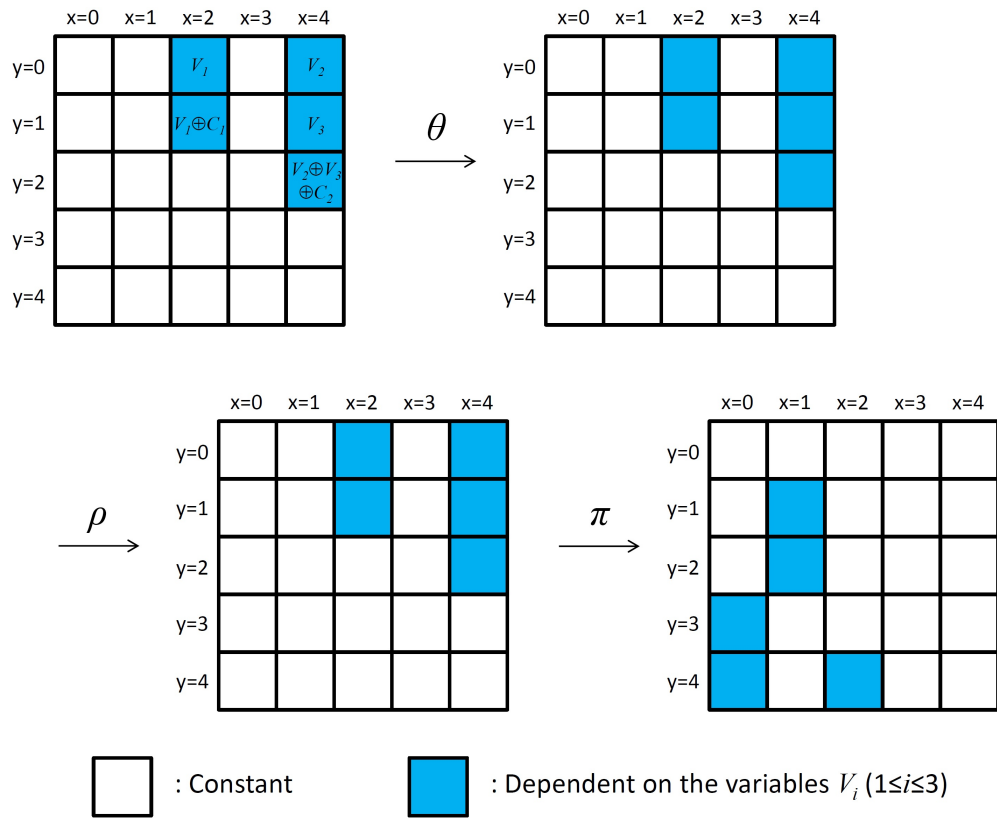 x=0 x=1 x=2 x=3 x=4
x=0 x=1 x=2 x=3 x=4
y=0 V₁ V₂
y=1 V₁⊕C₁ V₃
y=2 V₂⊕V₃
⊕C₂
y=3
y=4
θ
y=0
y=1
y=2
y=3
y=4
x=0 x=1 x=2 x=3 x=4
x=0 x=1 x=2 x=3 x=4
ρ
y=0
y=1
y=2
y=3
y=4
π
y=0
y=1
y=2
y=3
y=4
: Constant
: Dependent on the variables Vᵢ (1≤i≤3)